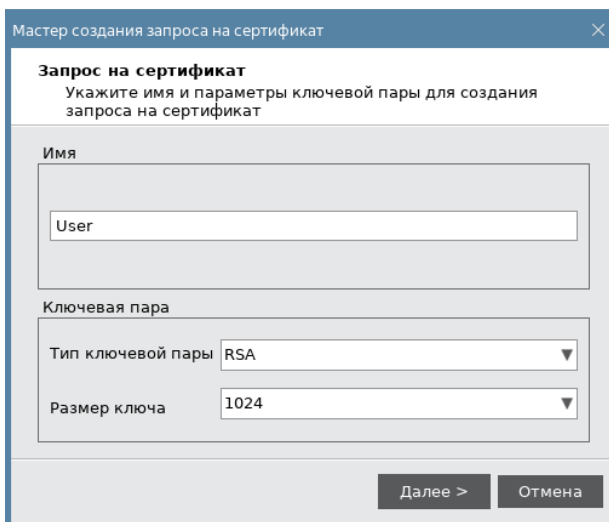 Мастер создания запроса на сертификат
Запрос на сертификат
Укажите имя и параметры ключевой пары для создания
запроса на сертификат
Имя
User
Ключевая пара
Тип ключевой пары RSA
Размер ключа 1024
Далее > Отмена